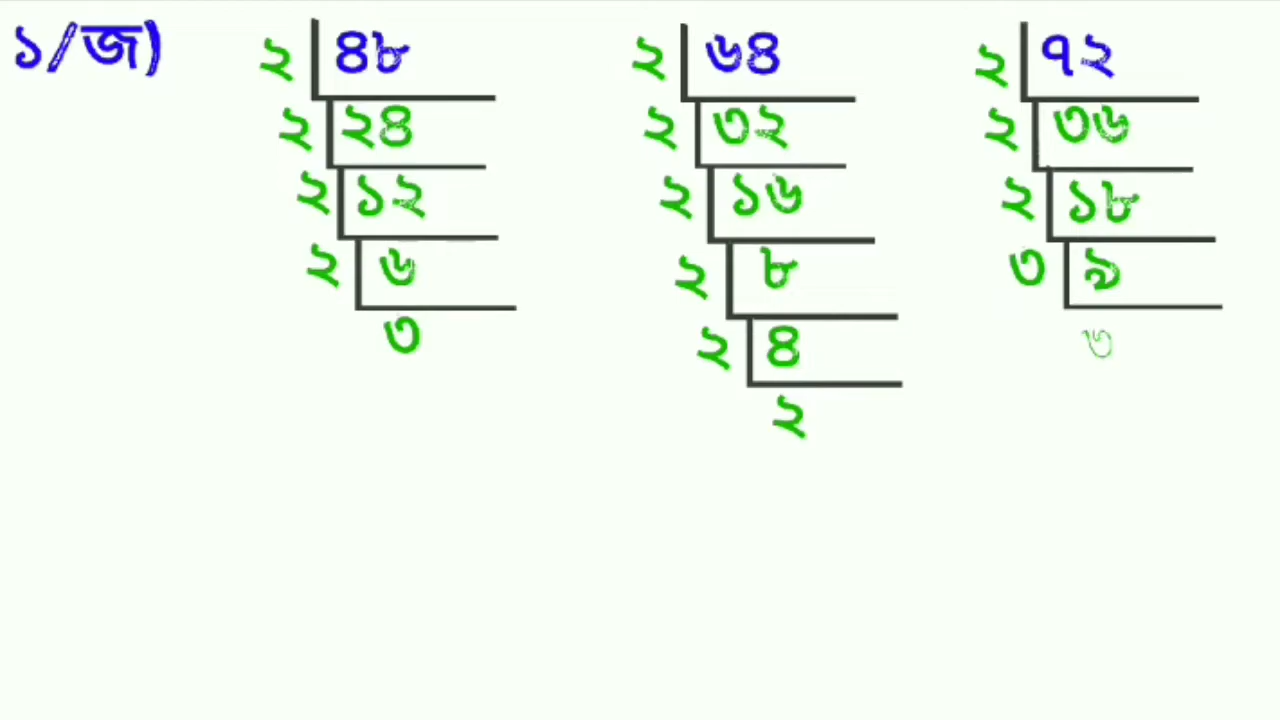 ১/জ) ২ ৪৮ ২ ৬৪ ২ ৭২
২ ২৪ ২ ৩২ ২ ৩৬
২ ১২ ২ ১৬ ২ ১৮
২ ৬ ২ ৮ ৩ ৯
৩ ২ ৪ ৩
২